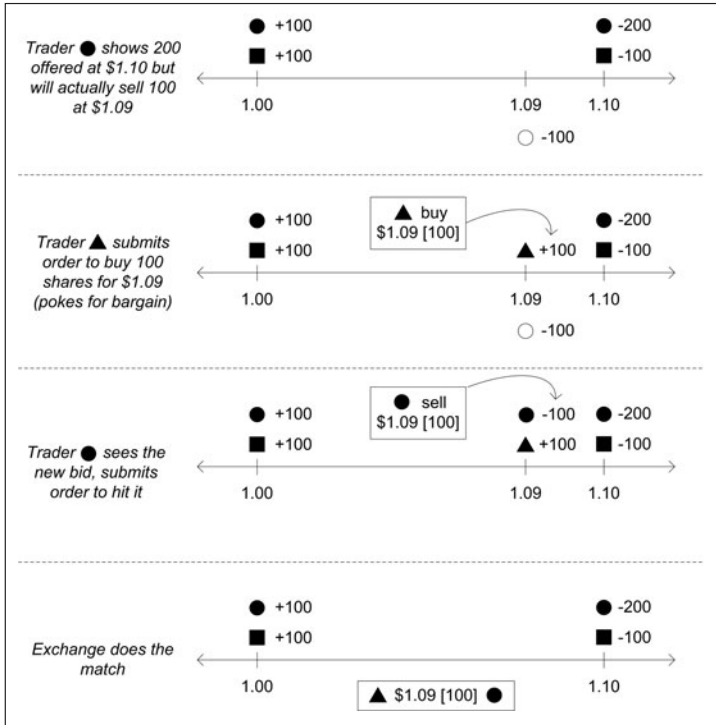 +100
-200
Trader ● shows 200
+100
-100
offered at $1.10 but
will actually sell 100
at $1.09
1.00
1.09
1.10
-100
▲ buy
$1.09 [100]
+100
-200
Trader ▲ submits
order to buy 100
+100
+100
-100
shares for $1.09
(pokes for bargain)
1.00
1.09
1.10
-100
● sell
$1.09 [100]
+100
-100
-200
Trader ● sees the
+100
+100
-100
new bid, submits
order to hit it
1.00
1.09
1.10
+100
-200
+100
-100
Exchange does the
match
1.00
1.10
▲ $1.09 [100] ●